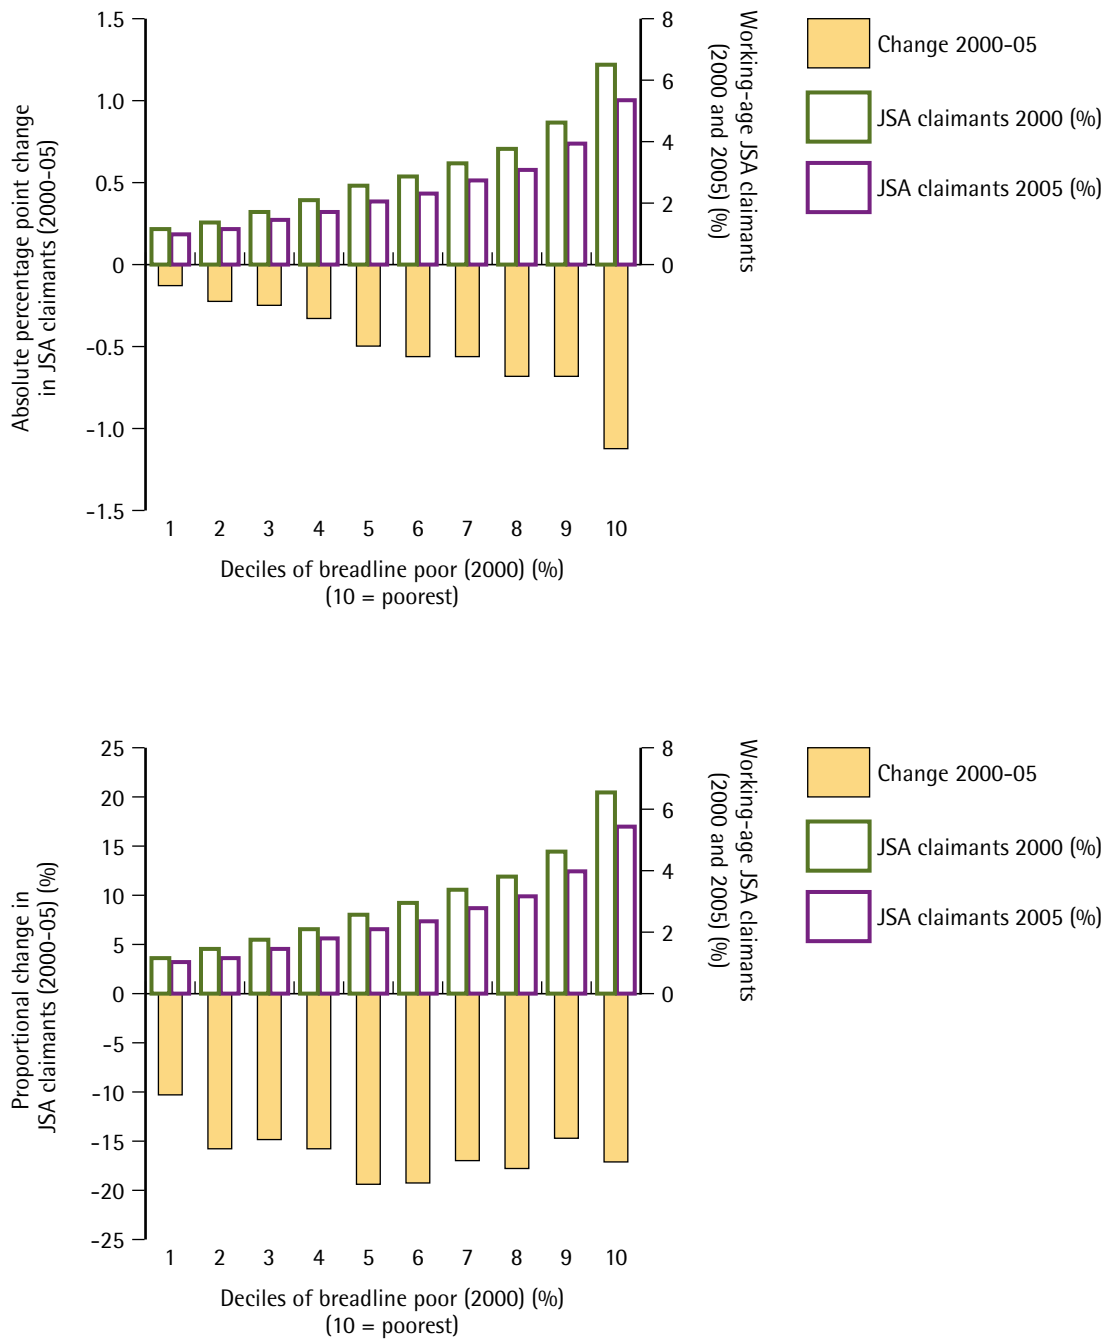 Absolute percentage point change
in JSA claimants (2000-05)
1.5
1.0
0.5
0
-0.5
-1.0
-1.5
8
6
4
2
0
Working-age JSA claimants
(2000 and 2005) (%)
Change 2000-05
JSA claimants 2000 (%)
JSA claimants 2005 (%)
1 2 3 4 5 6 7 8 9 10
Deciles of breadline poor (2000) (%)
(10 = poorest)
Proportional change in
JSA claimants (2000-05) (%)
25
20
15
10
5
0
-5
-10
-15
-20
-25
8
6
4
2
0
Working-age JSA claimants
(2000 and 2005) (%)
Change 2000-05
JSA claimants 2000 (%)
JSA claimants 2005 (%)
1 2 3 4 5 6 7 8 9 10
Deciles of breadline poor (2000) (%)
(10 = poorest)